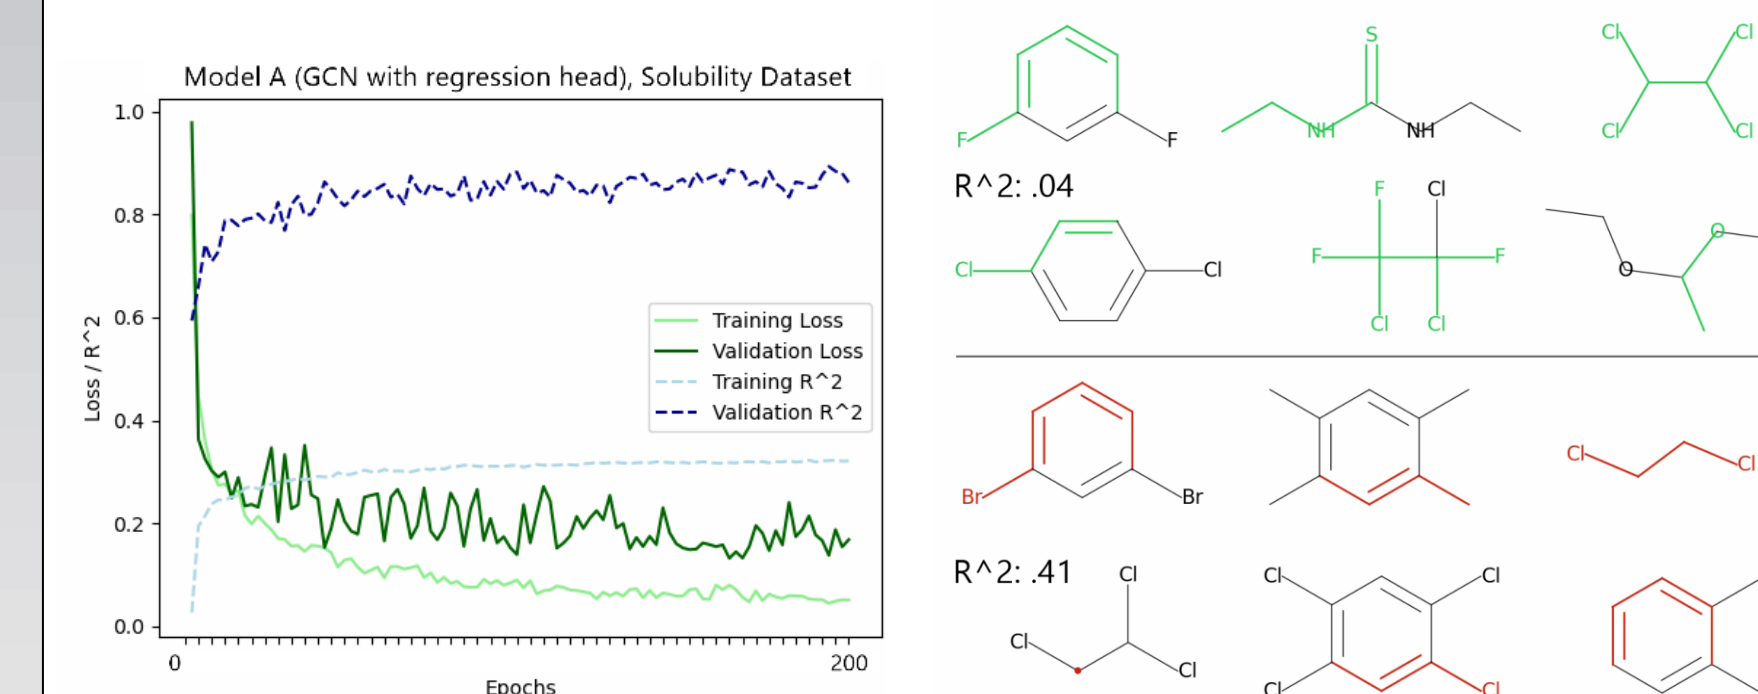 Model A (GCN with regression head), Solubility Dataset
1.0
0.8
0.6
0.4
0.2
0.0
Loss / R^2
Training Loss
Validation Loss
Training R^2
Validation R^2
0
200
Epochs
S
Cl Cl
F F
NH NH
Cl Cl
R^2: .04
F Cl
Cl Cl
F F
O
O
Cl Cl
Br Br
Cl Cl
R^2: .41
Cl
Cl Cl
Cl
Cl
Cl Cl